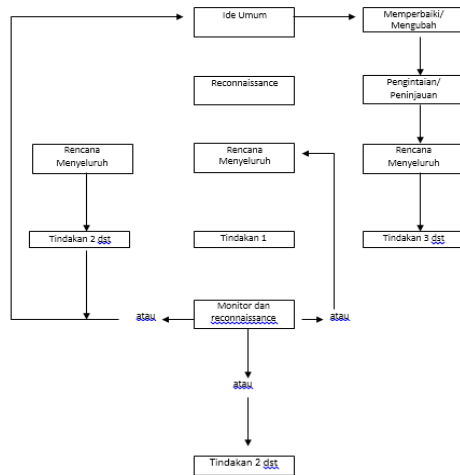 Ide Umum
Memperbaiki/
Mengubah
Reconnaissance
Pengintaian/
Peninjauan
Rencana
Menyeluruh
Rencana
Menyeluruh
Rencana
Menyeluruh
Tindakan 2 dst
Tindakan 1
Tindakan 3 dst
atau
Monitor dan
reconnaissance
atau
atau
Tindakan 2 dst